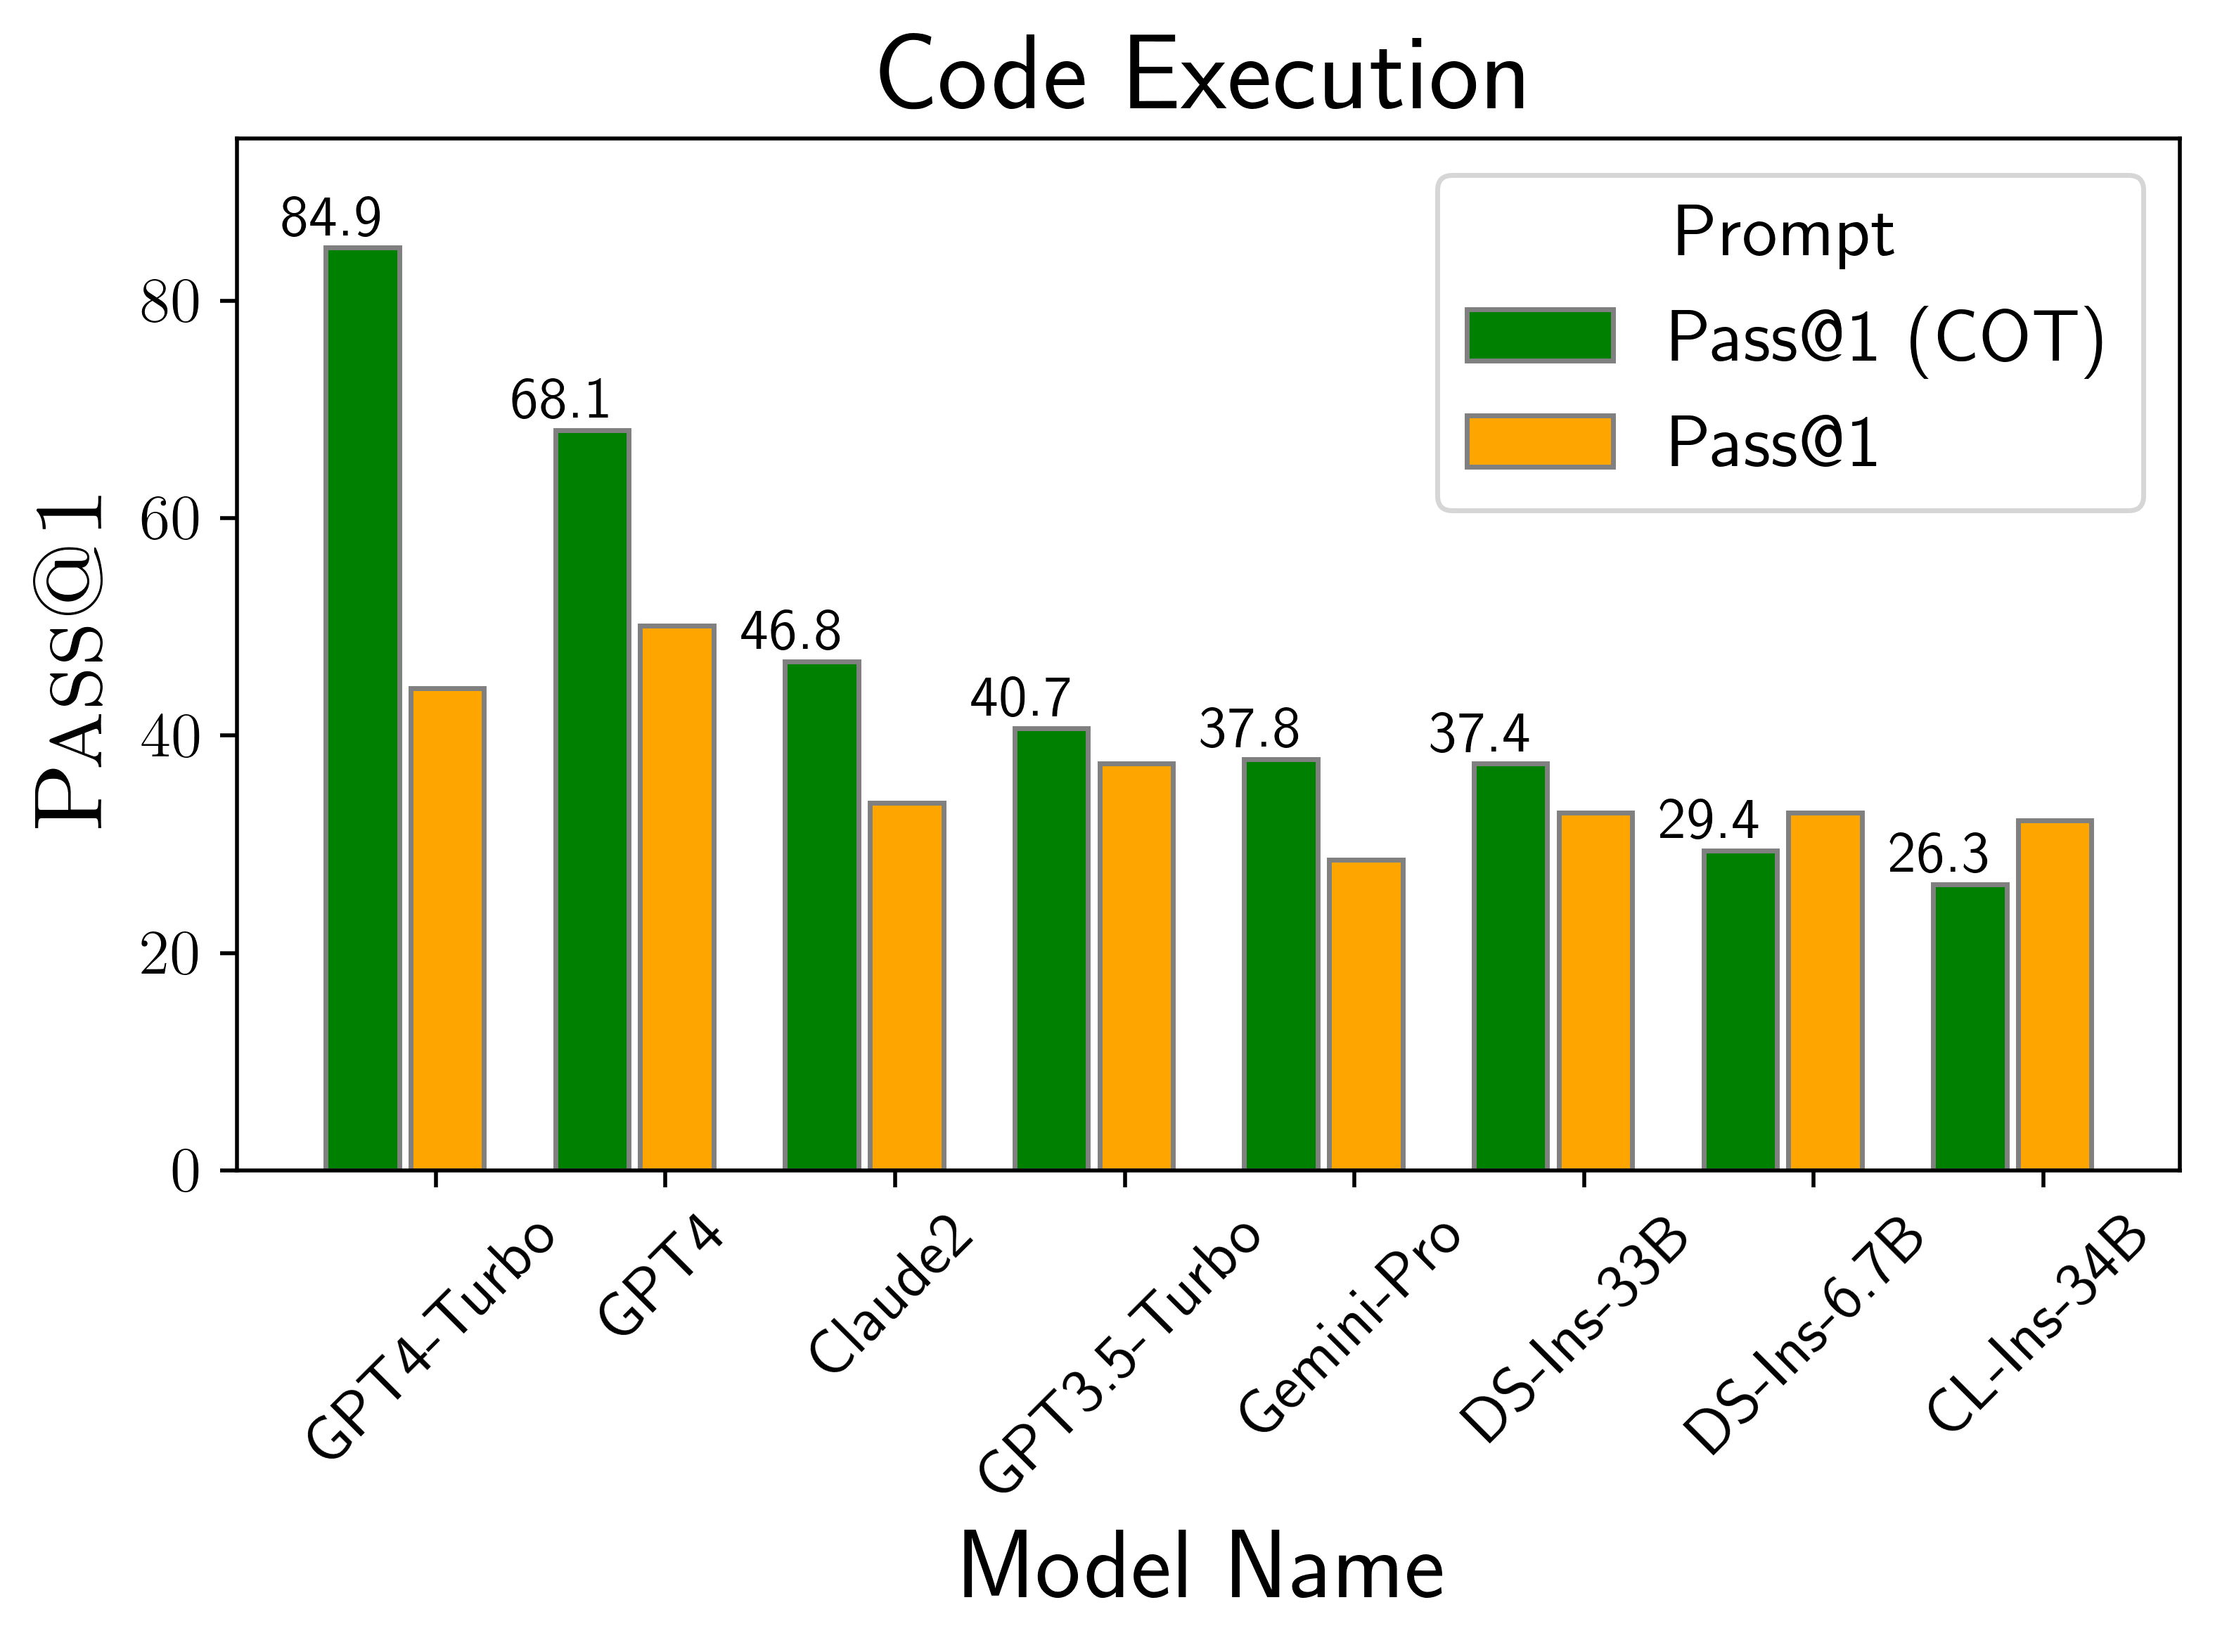 Code Execution
84.9
68.1
46.8
40.7
37.8
37.4
29.4
26.3
Prompt
Pass@1 (COT)
Pass@1
Pass@1
80
60
40
20
0
GPT4-Turbo
GPT4
Claude2
GPT3.5-Turbo
Gemini-Pro
DS-Ins-33B
DS-Ins-6.7B
CL-Ins-34B
Model Name